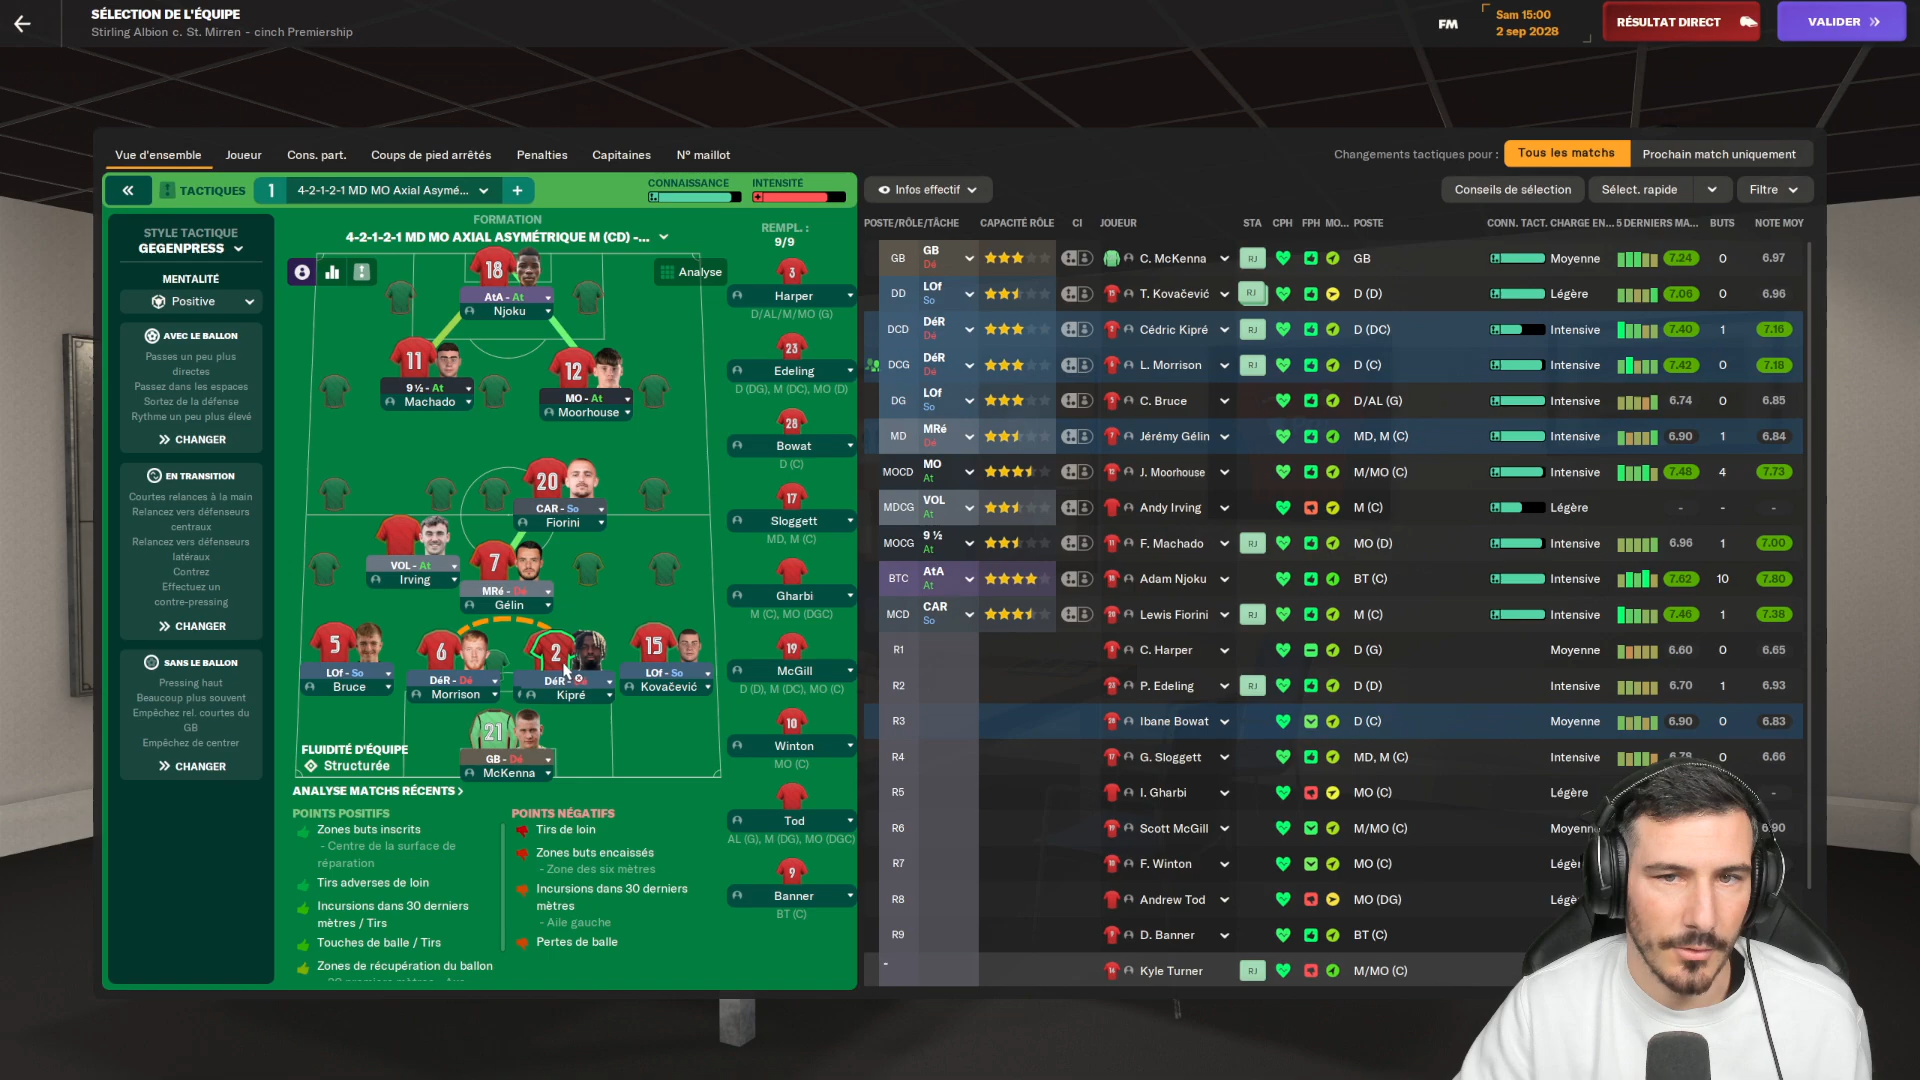 SÉLECTION DE L'ÉQUIPE
Stirling Albion c. St. Mirren - cinch Premiership
FM
Sam 15:00
2 sep 2028
RÉSULTAT DIRECT
VALIDER
Vue d'ensemble
Joueur
Cons. part.
Coups de pied arrêtés
Penalties
Capitaines
N° maillot
Changements tactiques pour :
Tous les matchs
Prochain match uniquement
TACTIQUES
1
4-2-1-2-1 MD MO Axial Asymé...
+
CONNAISSANCE
INTENSITÉ
Infos effectif
Conseils de sélection
Sélect. rapide
Filtre
STYLE TACTIQUE
GEGENPRESS
MENTALITÉ
Positive
AVEC LE BALLON
Passes un peu plus
directes
Passez dans les espaces
Sortez de la défense
Rythme un peu plus élevé
CHANGER
EN TRANSITION
Courtes relances à la main
Relancez vers défenseurs
centraux
Relancez vers défenseurs
latéraux
Contrez
Effectuez un
contre-pressing
CHANGER
SANS LE BALLON
Pressing haut
Beaucoup plus souvent
Empêchez rel. courtes du
GB
Empêchez de centrer
CHANGER
FORMATION
4-2-1-2-1 MD MO AXIAL ASYMÉTRIQUE M (CD) -...
Analyse
18
AtA - At
Njoku
11
9 ½ - At
Machado
12
MO - At
Moorhouse
20
CAR - So
Fiorini
VOL - At
Irving
7
MRé - Dé
Gélin
5
LOf - So
Bruce
6
DéR - Dé
Morrison
2
DéR -
Kipré
15
LOf - So
Kovačević
21
GB - Dé
McKenna
FLUIDITÉ D'ÉQUIPE
Structurée
REMPL. :
9/9
3
Harper
D/AL/M/MO (G)
23
Edeling
D (DG), M (DC), MO (D)
28
Bowat
D (C)
17
Sloggett
MD, M (C)
Gharbi
M (C), MO (DGC)
19
McGill
D (D), M (DC), MO (C)
10
Winton
MO (C)
Tod
AL (G), M (DG), MO (DGC)
9
Banner
BT (C)
ANALYSE MATCHS RÉCENTS
POINTS POSITIFS
Zones buts inscrits
- Centre de la surface de
réparation
Tirs adverses de loin
Incursions dans 30 derniers
mètres / Tirs
Touches de balle / Tirs
Zones de récupération du ballon
POINTS NÉGATIFS
Tirs de loin
Zones buts encaissés
- Zone des six mètres
Incursions dans 30 derniers
mètres
- Aile gauche
Pertes de balle
POSTE/RÔLE/TÂCHE CAPACITÉ RÔLE CI JOUEUR STA CPH FPH MO... POSTE CONN. TACT. CHARGE EN... 5 DERNIERS MA... BUTS NOTE MOY
GB GB Dé C. McKenna RJ GB Moyenne 7.24 0 6.97
DD LOf So T. Kovačević RJ D (D) Légère 7.06 0 6.96
DCD DéR Dé Cédric Kipré RJ D (DC) Intensive 7.40 1 7.16
DCG DéR Dé L. Morrison RJ D (C) Intensive 7.42 0 7.18
DG LOf So C. Bruce D/AL (G) Intensive 6.74 0 6.85
MD MRé Dé Jérémy Gélin MD, M (C) Intensive 6.90 1 6.84
MOCD MO At J. Moorhouse M/MO (C) Intensive 7.48 4 7.73
MDCG VOL At Andy Irving M (C) Légère - - -
MOCG 9 ½ At F. Machado RJ MO (D) Intensive 6.96 1 7.00
BTC AtA At Adam Njoku BT (C) Intensive 7.62 10 7.80
MCD CAR So Lewis Fiorini RJ M (C) Intensive 7.46 1 7.38
R1 C. Harper D (G) Moyenne 6.60 0 6.65
R2 P. Edeling RJ D (D) Intensive 6.70 1 6.93
R3 Ibane Bowat D (C) Moyenne 6.90 0 6.83
R4 G. Sloggett MD, M (C) Intensive 0 6.66
R5 I. Gharbi MO (C) Légère -
R6 Scott McGill M/MO (C) 6.90
R7 F. Winton MO (C)
R8 Andrew Tod MO (DG)
R9 D. Banner BT (C)
- Kyle Turner RJ M/MO (C)